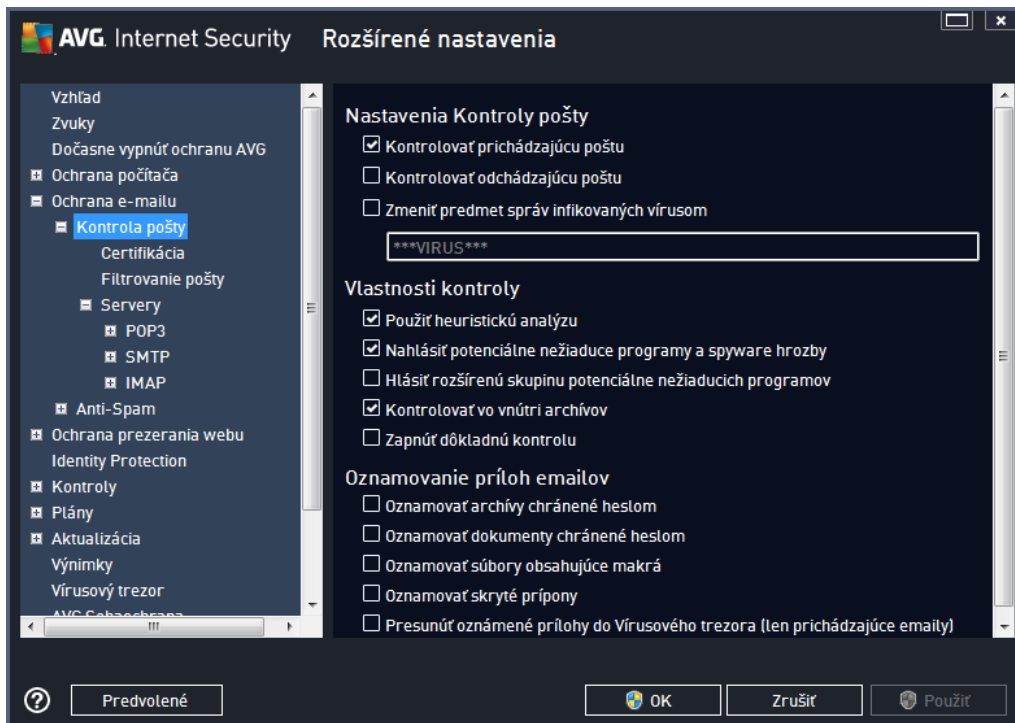 AVG. Internet Security Rozšírené nastavenia
Vzhľad
Zvuky
Dočasne vypnúť ochranu AVG
Ochrana počítača
Ochrana e-mailu
Kontrola pošty
Certifikácia
Filtrovanie pošty
Servery
POP3
SMTP
IMAP
Anti-Spam
Ochrana prezerania webu
Identity Protection
Kontroly
Plány
Aktualizácia
Výnimky
Vírusový trezor
AVG Sebaochrana
Nastavenia Kontroly pošty
Kontrolovať prichádzajúcu poštu
Kontrolovať odchádzajúcu poštu
Zmeniť predmet správ infikovaných vírusom
***VIRUS***
Vlastnosti kontroly
Použiť heuristickú analýzu
Nahlásiť potenciálne nežiaduce programy a spyware hrozby
Hlásiť rozšírenú skupinu potenciálne nežiaducich programov
Kontrolovať vo vnútri archívov
Zapnúť dôkladnú kontrolu
Oznamovanie príloh emailov
Oznamovať archívy chránené heslom
Oznamovať dokumenty chránené heslom
Oznamovať súbory obsahujúce makrá
Oznamovať skryté prípony
Presunúť oznámené prílohy do Vírusového trezora (len prichádzajúce emaily)
Predvolené
OK
Zrušiť
Použiť